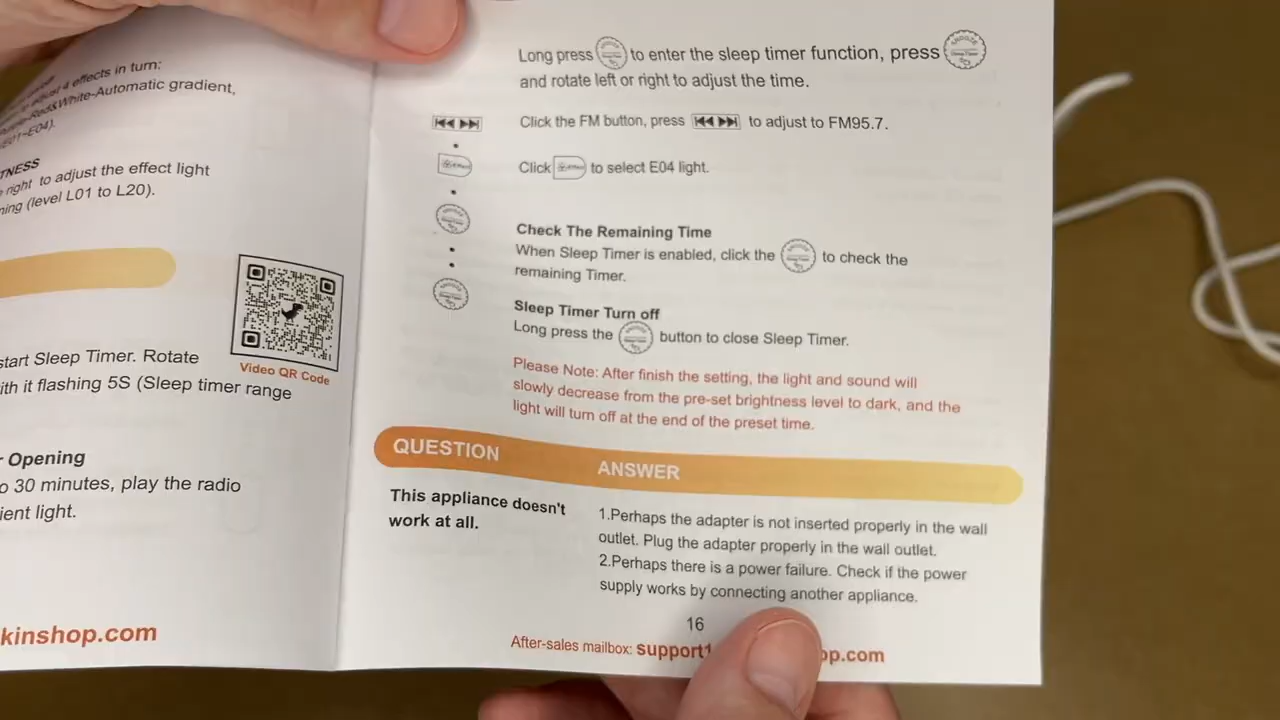 4 effects in turn:
Red&White-Automatic gradient,
E01~E04).
right to adjust the effect light
(level L01 to L20).
Video QR Code
start Sleep Timer. Rotate
it flashing 5S (Sleep timer range
Opening
30 minutes, play the radio
light.
kinshop.com
Long press to enter the sleep timer function, press
and rotate left or right to adjust the time.
Click the FM button, press to adjust to FM95.7.
Click to select E04 light.
Check The Remaining Time
When Sleep Timer is enabled, click the to check the
remaining Timer.
Sleep Timer Turn off
Long press the button to close Sleep Timer.
Please Note: After finish the setting, the light and sound will
slowly decrease from the pre-set brightness level to dark, and the
light will turn off at the end of the preset time.
QUESTION ANSWER
This appliance doesn't
work at all.
1.Perhaps the adapter is not inserted properly in the wall
outlet. Plug the adapter properly in the wall outlet.
2.Perhaps there is a power failure. Check if the power
supply works by connecting another appliance.
16
After-sales mailbox: support op.com